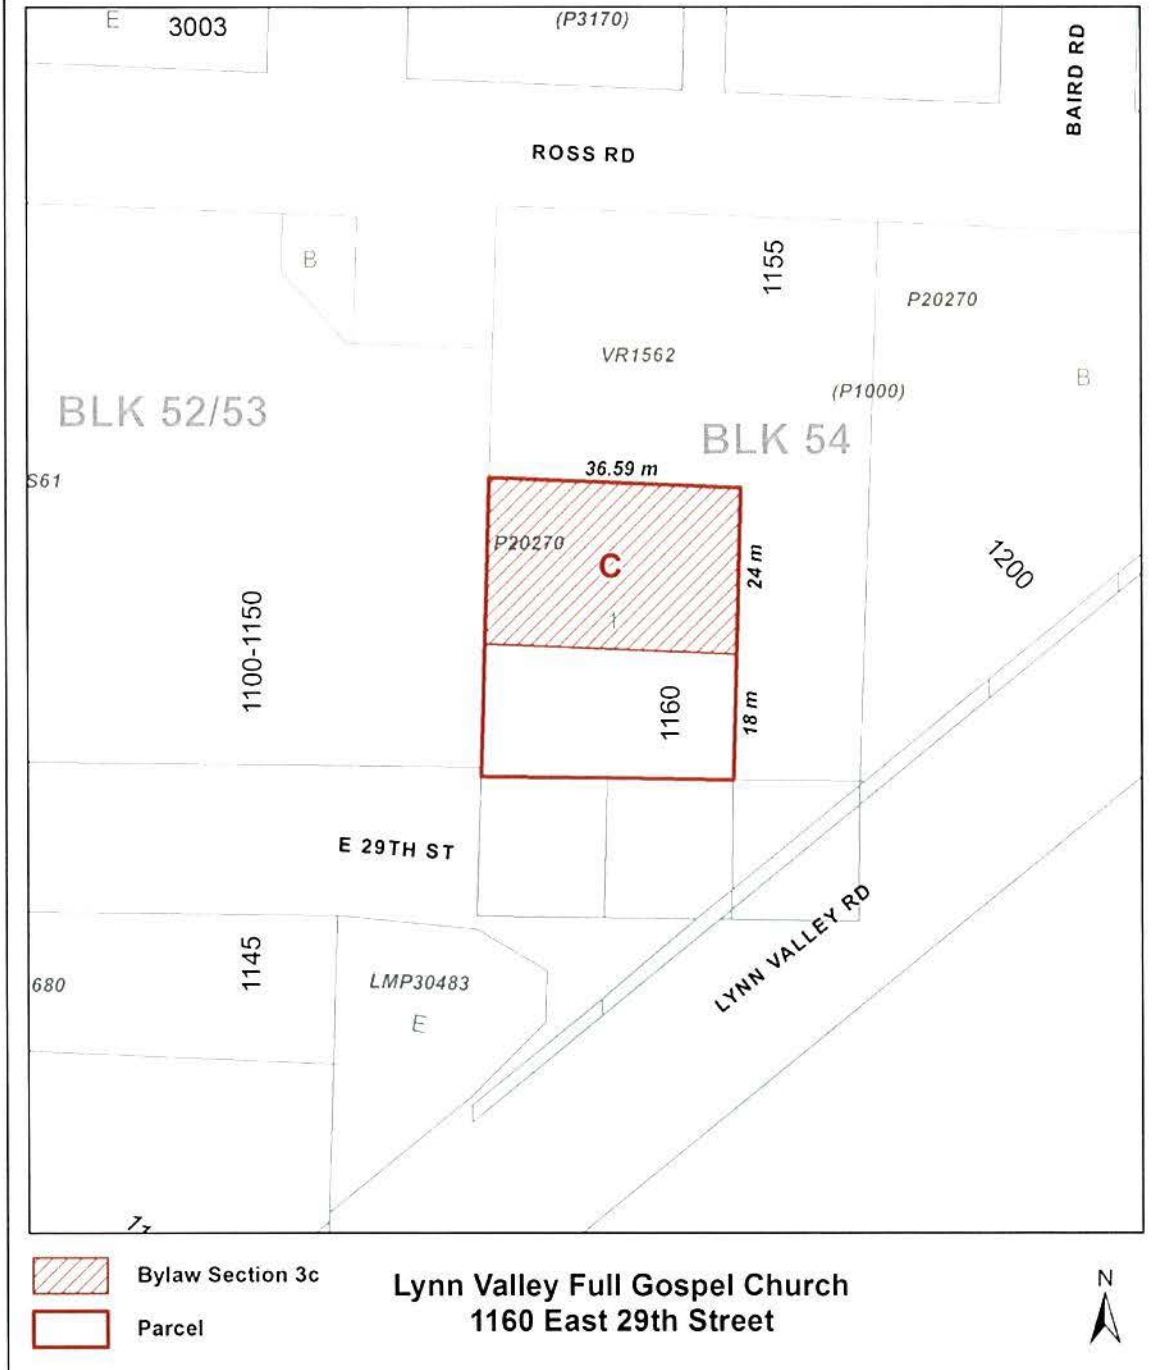 E
3003
(P3170)
BAIRD RD
ROSS RD
B
1155
P20270
VR1562
B
(P1000)
BLK 52/53
BLK 54
36.59 m
S61
P20270
C
24 m
1200
1
1100-1150
1160
18 m
E 29TH ST
LYNN VALLEY RD
1145
680
LMP30483
E
Bylaw Section 3c
Parcel
Lynn Valley Full Gospel Church
1160 East 29th Street
N